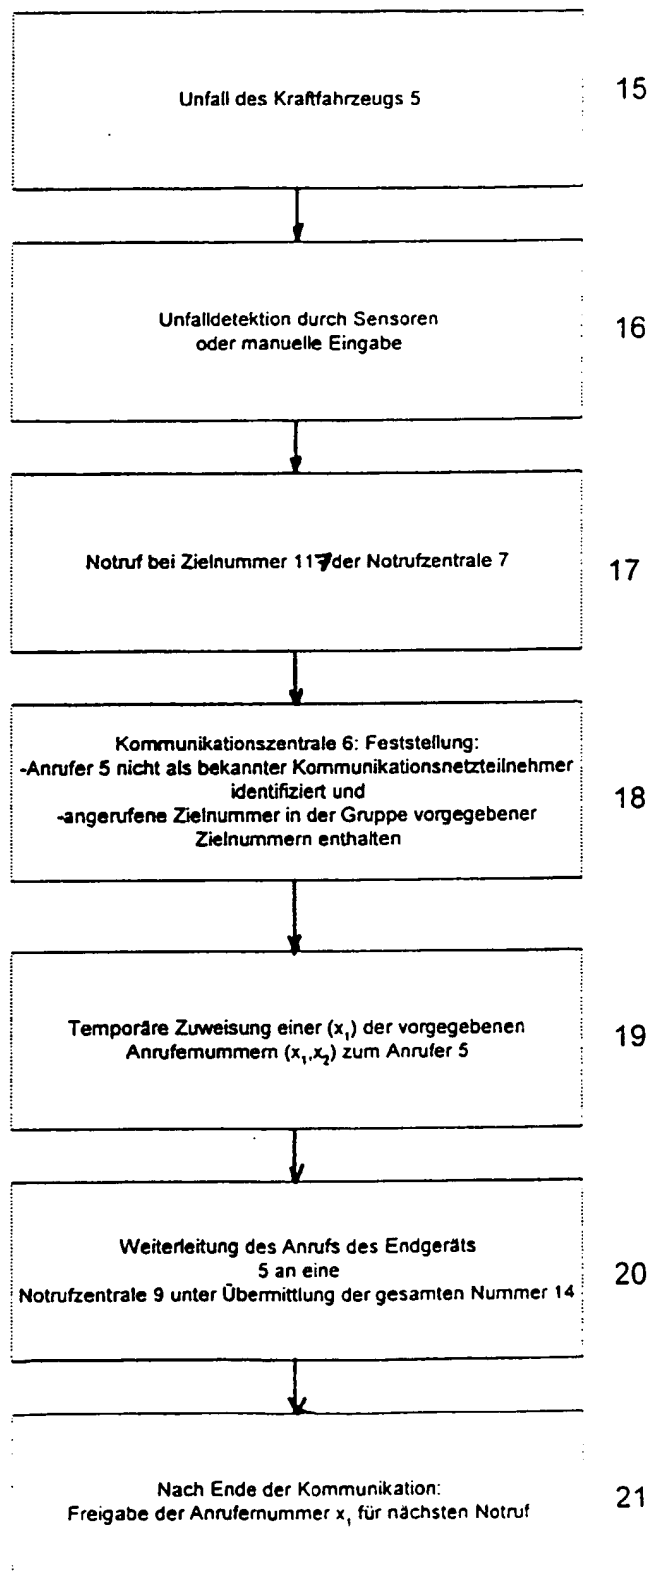 Unfall des Kraftfahrzeugs 5
15
Unfalldetektion durch Sensoren
oder manuelle Eingabe
16
Notruf bei Zielnummer 117 der Notrufzentrale 7
17
Kommunikationszentrale 6: Feststellung:
-Anrufer 5 nicht als bekannter Kommunikationsnetzteilnehmer
identifiziert und
-angerufene Zielnummer in der Gruppe vorgegebener
Zielnummern enthalten
18
Temporäre Zuweisung einer (x₁) der vorgegebenen
Anrufernummern (x₁,x₂) zum Anrufer 5
19
Weiterleitung des Anrufs des Endgeräts
5 an eine
Notrufzentrale 9 unter Übermittlung der gesamten Nummer 14
20
Nach Ende der Kommunikation:
Freigabe der Anrufernummer x₁ für nächsten Notruf
21